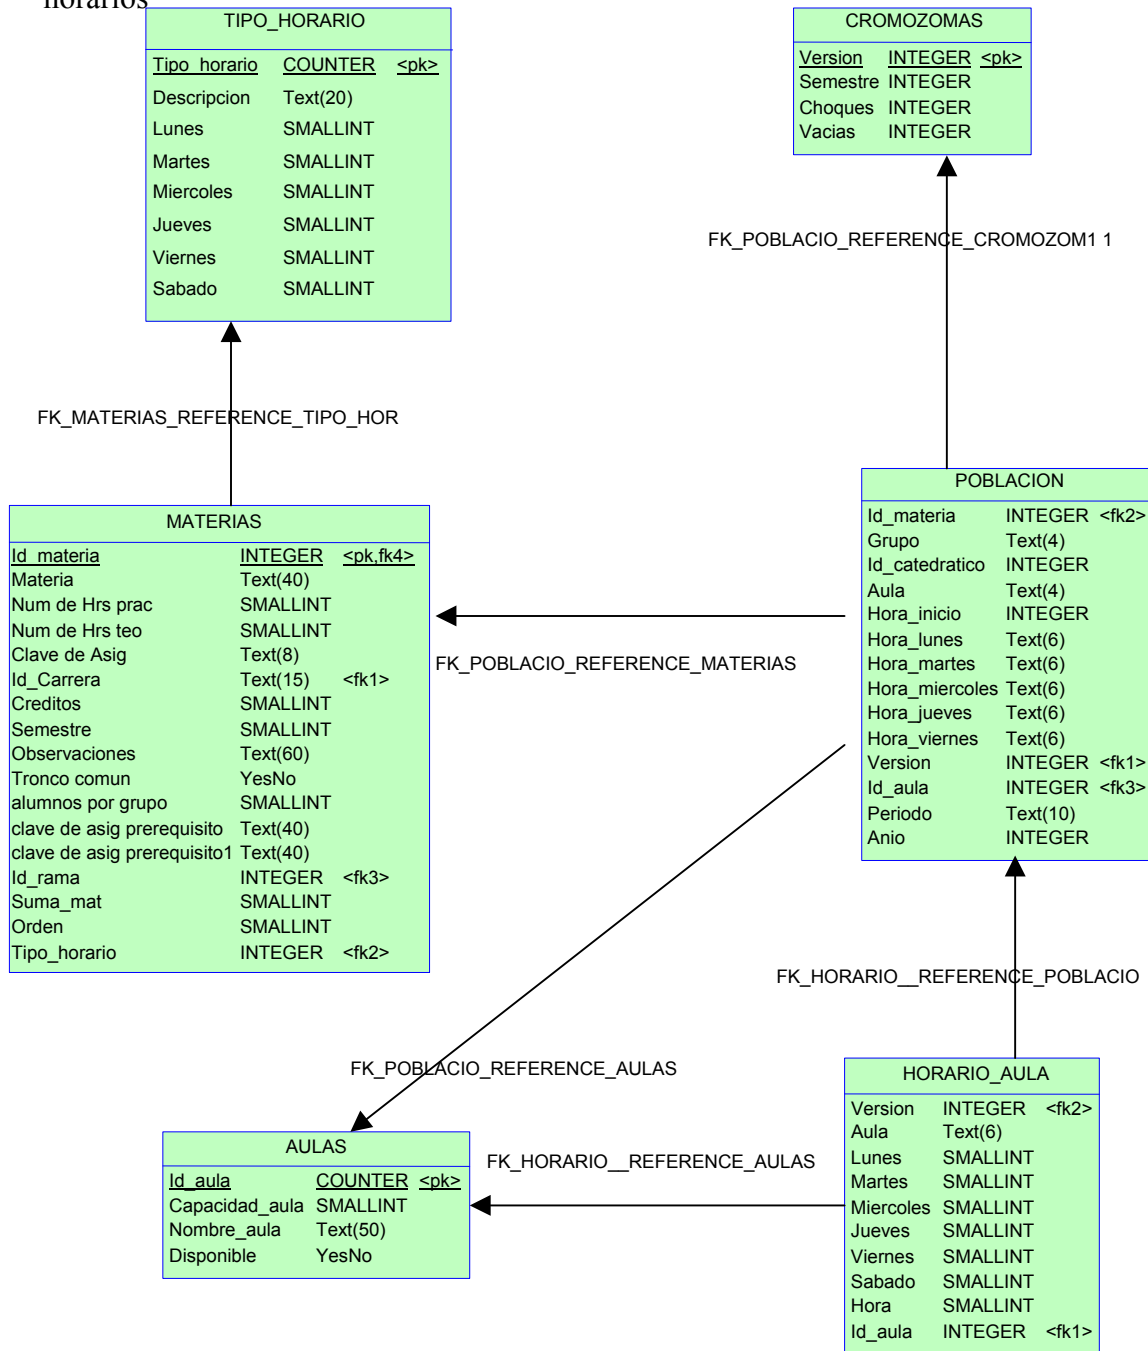 horarios
TIPO_HORARIO
Tipo_horario COUNTER <pk>
Descripcion Text(20)
Lunes SMALLINT
Martes SMALLINT
Miercoles SMALLINT
Jueves SMALLINT
Viernes SMALLINT
Sabado SMALLINT
CROMOZOMAS
Version INTEGER <pk>
Semestre INTEGER
Choques INTEGER
Vacias INTEGER
FK_POBLACIO_REFERENCE_CROMOZOM1 1
FK_MATERIAS_REFERENCE_TIPO_HOR
MATERIAS
Id_materia INTEGER <pk,fk4>
Materia Text(40)
Num de Hrs prac SMALLINT
Num de Hrs teo SMALLINT
Clave de Asig Text(8)
Id_Carrera Text(15) <fk1>
Creditos SMALLINT
Semestre SMALLINT
Observaciones Text(60)
Tronco comun YesNo
alumnos por grupo SMALLINT
clave de asig prerequisito Text(40)
clave de asig prerequisito1 Text(40)
Id_rama INTEGER <fk3>
Suma_mat SMALLINT
Orden SMALLINT
Tipo_horario INTEGER <fk2>
FK_POBLACIO_REFERENCE_MATERIAS
POBLACION
Id_materia INTEGER <fk2>
Grupo Text(4)
Id_catedratico INTEGER
Aula Text(4)
Hora_inicio INTEGER
Hora_lunes Text(6)
Hora_martes Text(6)
Hora_miercoles Text(6)
Hora_jueves Text(6)
Hora_viernes Text(6)
Version INTEGER <fk1>
Id_aula INTEGER <fk3>
Periodo Text(10)
Anio INTEGER
FK_HORARIO__REFERENCE_POBLACIO
FK_POBLACIO_REFERENCE_AULAS
AULAS
Id_aula COUNTER <pk>
Capacidad_aula SMALLINT
Nombre_aula Text(50)
Disponible YesNo
FK_HORARIO__REFERENCE_AULAS
HORARIO_AULA
Version INTEGER <fk2>
Aula Text(6)
Lunes SMALLINT
Martes SMALLINT
Miercoles SMALLINT
Jueves SMALLINT
Viernes SMALLINT
Sabado SMALLINT
Hora SMALLINT
Id_aula INTEGER <fk1>